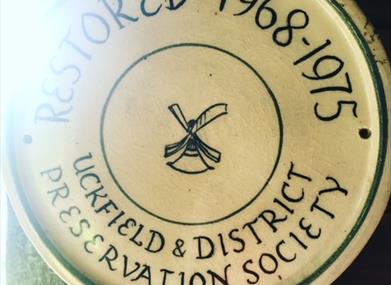 RESTORED 1968-1975
UCKFIELD & DISTRICT
PRESERVATION SOCIETY